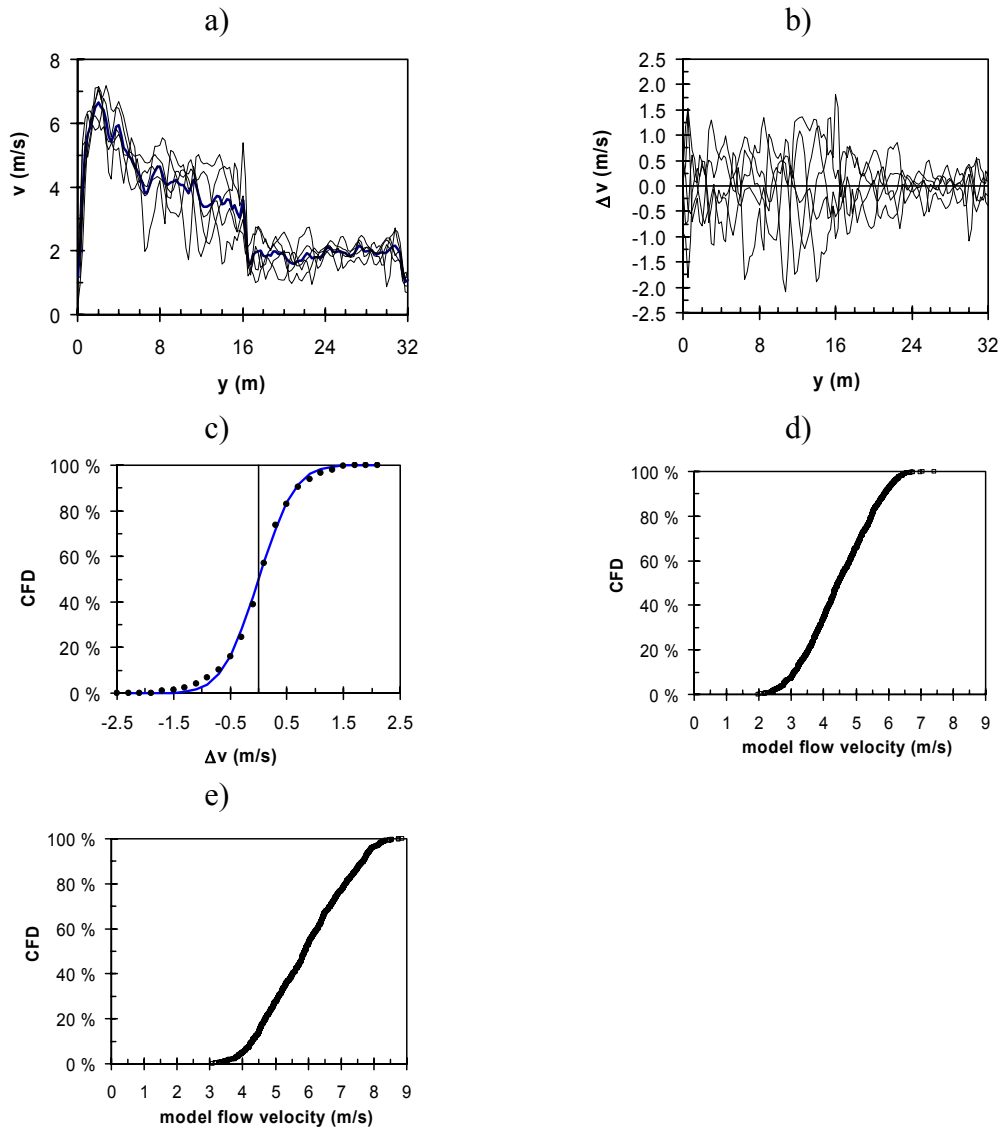 a)
8
6
4
2
0
v (m/s)
0 8 16 24 32
y (m)
b)
2.5
2.0
1.5
1.0
0.5
0.0
-0.5
-1.0
-1.5
-2.0
-2.5
Δv (m/s)
0 8 16 24 32
y (m)
c)
100 %
80 %
60 %
40 %
20 %
0 %
CFD
-2.5 -1.5 -0.5 0.5 1.5 2.5
Δv (m/s)
d)
100 %
80 %
60 %
40 %
20 %
0 %
CFD
0 1 2 3 4 5 6 7 8 9
model flow velocity (m/s)
e)
100 %
80 %
60 %
40 %
20 %
0 %
CFD
0 1 2 3 4 5 6 7 8 9
model flow velocity (m/s)